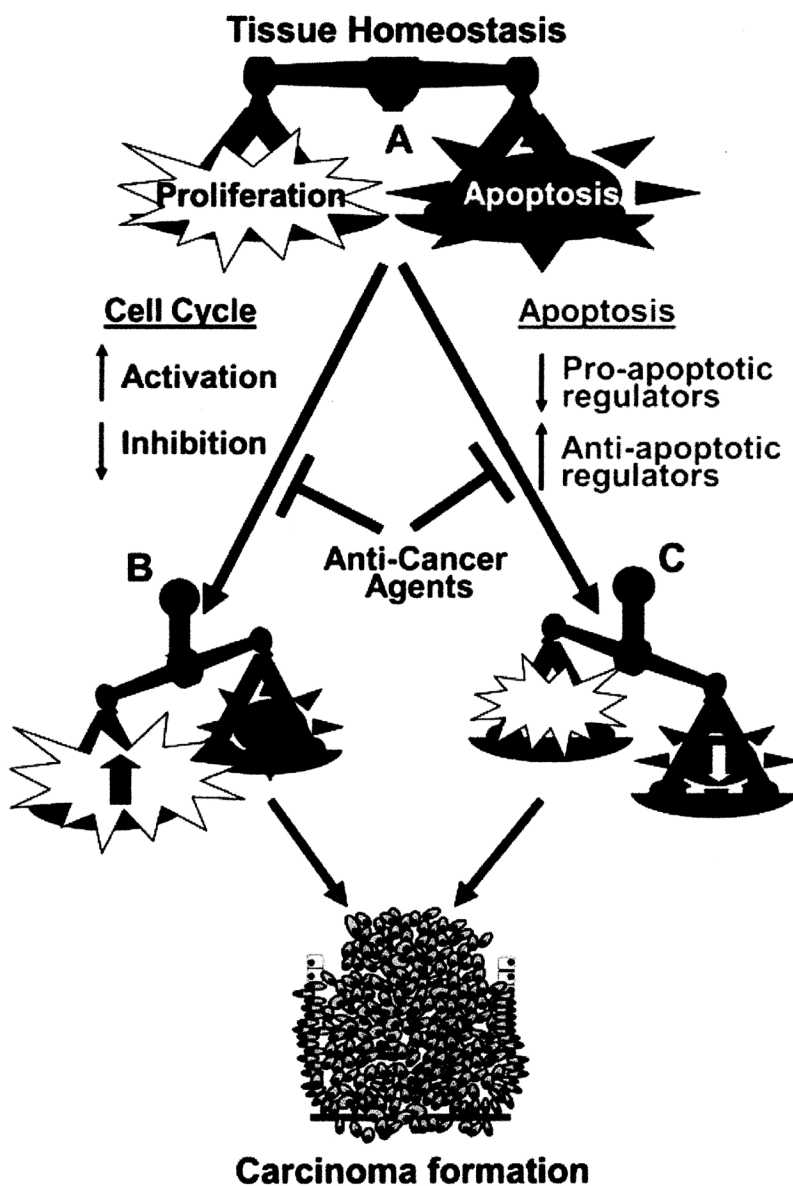 Tissue Homeostasis
A
Proliferation
Apoptosis
Cell Cycle
Activation
Inhibition
Apoptosis
Pro-apoptotic
regulators
Anti-apoptotic
regulators
Anti-Cancer
Agents
B
C
Carcinoma formation